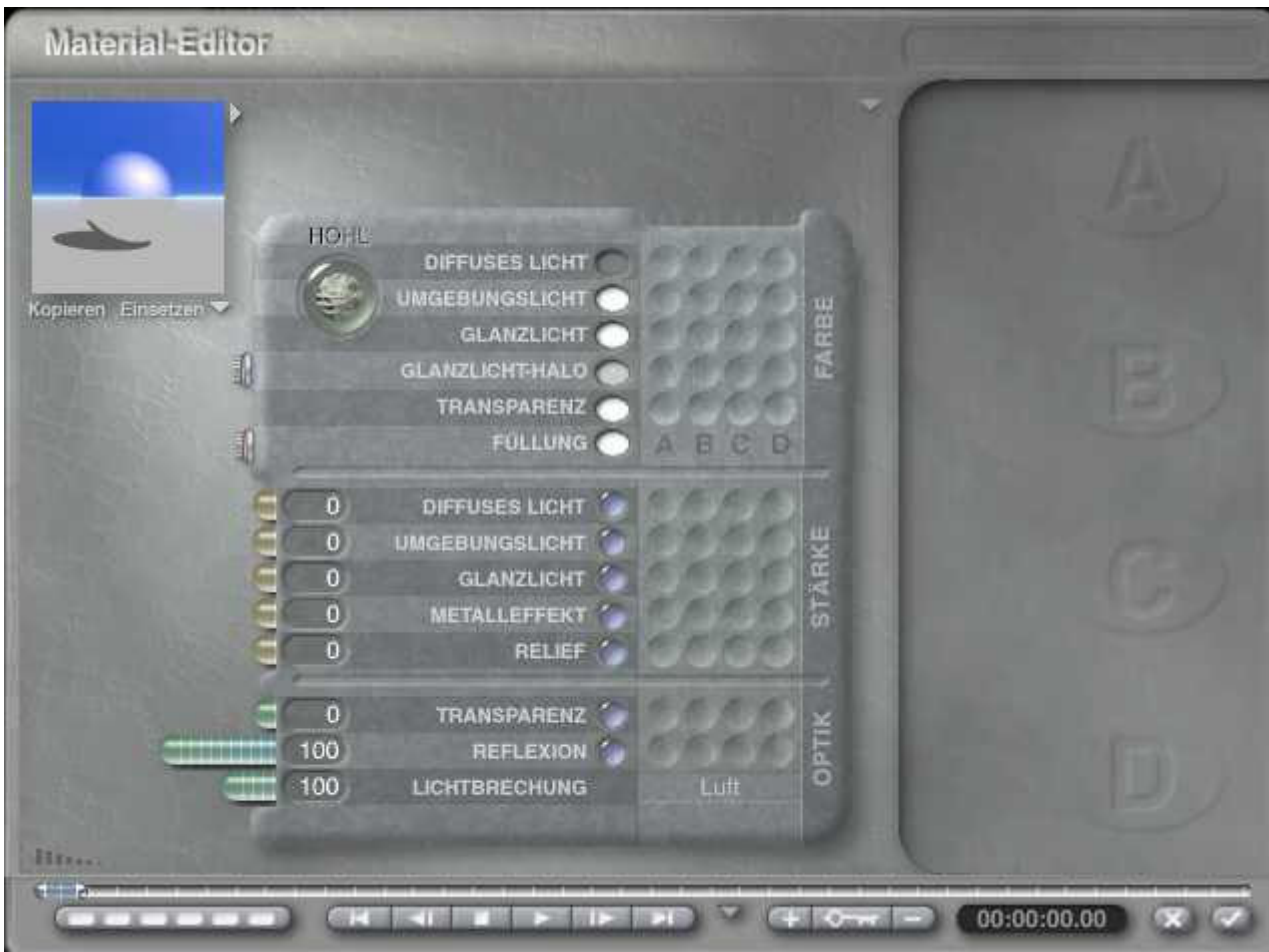 Material-Editor
A
Kopieren Einsetzen
HOHL
DIFFUSES LICHT
UMGEBUNGSLICHT
GLANZLICHT
GLANZLICHT-HALO
TRANSPARENZ
FÜLLUNG
A B C D
FARBE
B
0 DIFFUSES LICHT
0 UMGEBUNGSLICHT
0 GLANZLICHT
0 METALLEFFEKT
0 RELIEF
STÄRKE
C
0 TRANSPARENZ
100 REFLEXION
100 LICHTBRECHUNG Luft
OPTIK
D
00:00:00.00